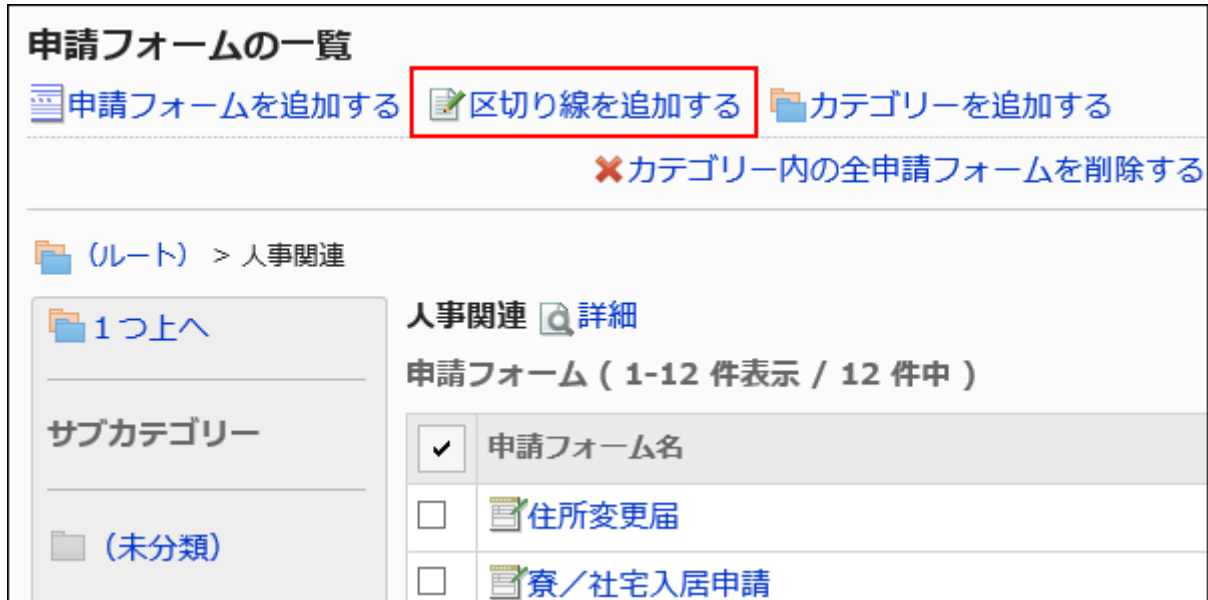 申請フォームの一覧
申請フォームを追加する 区切り線を追加する カテゴリーを追加する
カテゴリー内の全申請フォームを削除する
（ルート） > 人事関連
1つ上へ
サブカテゴリー
（未分類）
人事関連 詳細
申請フォーム ( 1-12 件表示 / 12 件中 )
申請フォーム名
住所変更届
寮／社宅入居申請